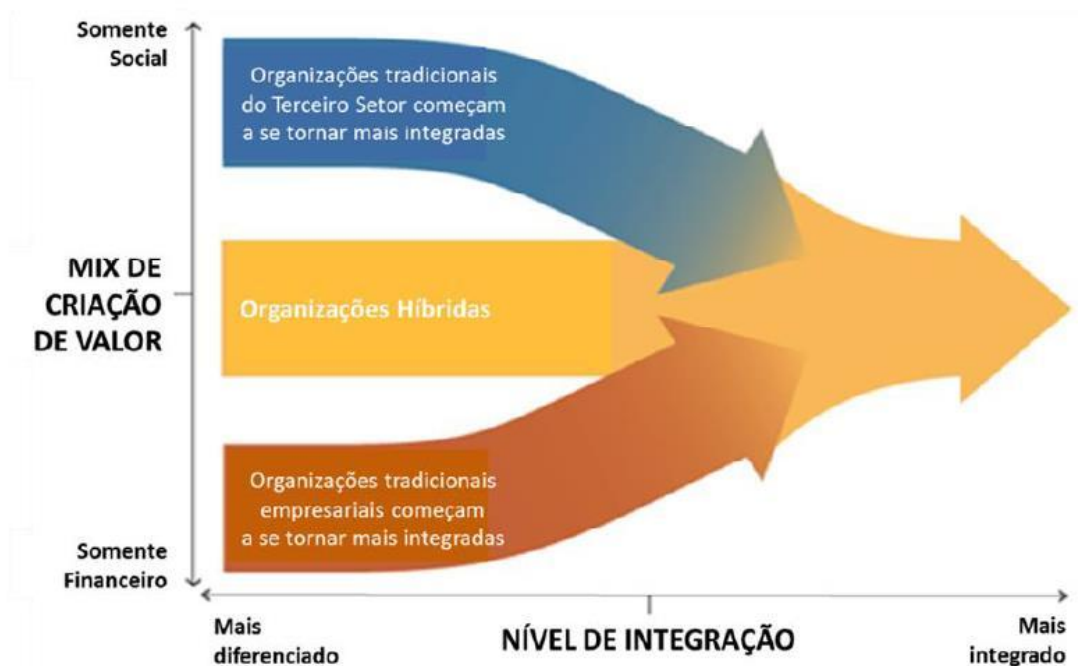 Somente
Social
Organizações tradicionais
do Terceiro Setor começam
a se tornar mais integradas
MIX DE
CRIAÇÃO
DE VALOR
Organizações Híbridas
Organizações tradicionais
empresariais começam
a se tornar mais integradas
Somente
Financeiro
Mais
diferenciado
NÍVEL DE INTEGRAÇÃO
Mais
integrado